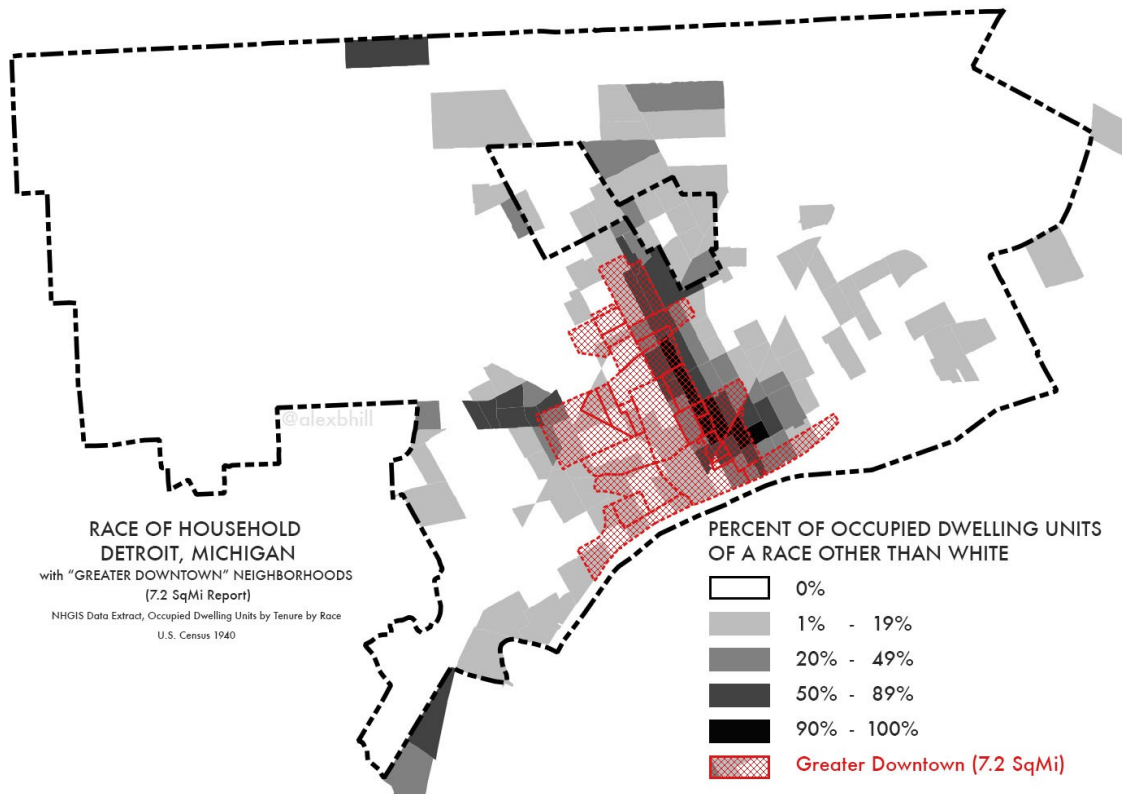 @alexbhill
RACE OF HOUSEHOLD
DETROIT, MICHIGAN
with "GREATER DOWNTOWN" NEIGHBORHOODS
(7.2 SqMi Report)
NHGIS Data Extract, Occupied Dwelling Units by Tenure by Race
U.S. Census 1940
PERCENT OF OCCUPIED DWELLING UNITS
OF A RACE OTHER THAN WHITE
0%
1% - 19%
20% - 49%
50% - 89%
90% - 100%
Greater Downtown (7.2 SqMi)